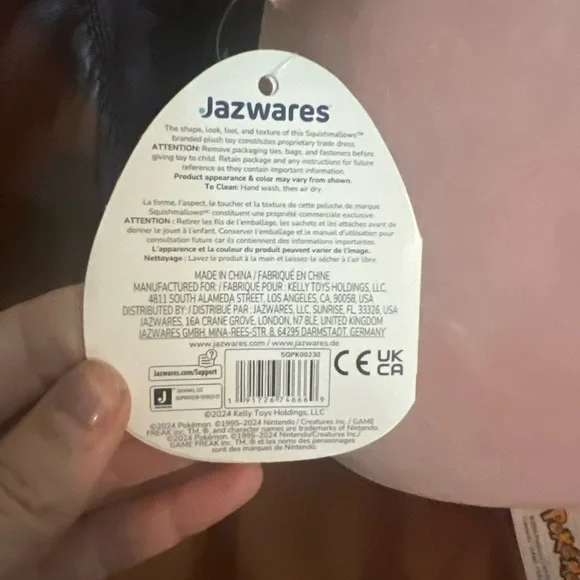 Jazwares
The shape, look, feel, and texture of this Squishmallows™
branded plush toy constitutes proprietary trade dress.
ATTENTION: Remove packaging ties, bags, and fasteners before
giving toy to child. Retain package and any instructions for future
reference as they contain important information.
Product appearance & color may vary from shown.
To Clean: Hand wash, then air dry.
La forme, l'aspect, le toucher et la texture de cette peluche de marque
Squishmallows™ constituent une propriété commerciale exclusive.
ATTENTION : Retirer les fils de l'emballage, les sachets et les attaches avant de
donner le jouet à l'enfant. Conserver l'emballage et le manuel d'utilisation pour
consultation future car ils contiennent des informations importantes.
L'apparence et la couleur du produit peuvent varier de l'image.
Nettoyage : Lavez le produit à la main et laissez-le sécher à l'air libre.
MADE IN CHINA / FABRIQUÉ EN CHINE
MANUFACTURED FOR: / FABRIQUÉ POUR : KELLY TOYS HOLDINGS, LLC,
4811 SOUTH ALAMEDA STREET, LOS ANGELES, CA, 90058, USA
DISTRIBUTED BY: / DISTRIBUÉ PAR : JAZWARES, LLC, SUNRISE, FL, 33326, USA
JAZWARES, 16A CRANE GROVE, LONDON, N7 8LE, UNITED KINGDOM
JAZWARES GMBH, MINA-REES-STR. 8, 64295 DARMSTADT, GERMANY
www.jazwares.com / www.jazwares.de
SQPK00230
Jazwares.com/Support
CE UK
CA
Jazwares, LLC
JAZWARES
©2024 Kelly Toys Holdings, LLC
©2024 Pokémon. ©1995–2024 Nintendo / Creatures Inc. / GAME
FREAK inc. TM, ®, and character names are trademarks of Nintendo.
©2024 Pokémon. ©1995–2024 Nintendo/Creatures Inc./
GAME FREAK inc. TM, ® et les noms des personnages
sont des marques de Nintendo.